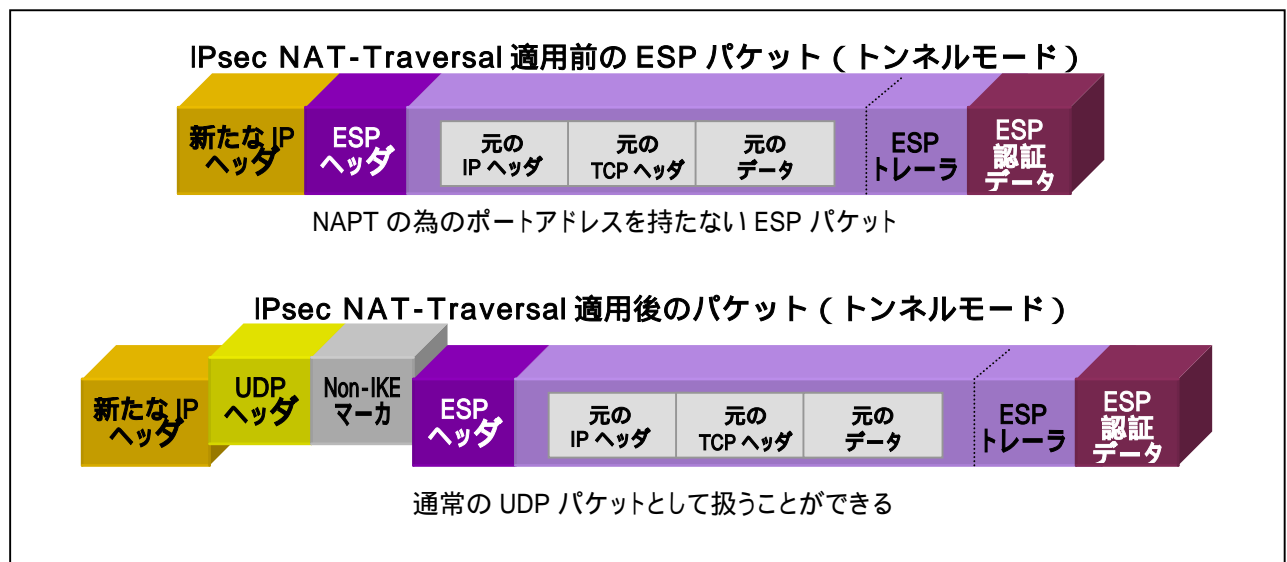 IPsec NAT-Traversal 適用前の ESP パケット（トンネルモード）
新たな IP
ヘッダ
ESP
ヘッダ
元の
IP ヘッダ
元の
TCP ヘッダ
元の
データ
ESP
トレーラ
ESP
認証
データ
NAPT の為のポートアドレスを持たない ESP パケット
IPsec NAT-Traversal 適用後のパケット（トンネルモード）
新たな IP
ヘッダ
UDP
ヘッダ
Non-IKE
マーカ
ESP
ヘッダ
元の
IP ヘッダ
元の
TCP ヘッダ
元の
データ
ESP
トレーラ
ESP
認証
データ
通常の UDP パケットとして扱うことができる